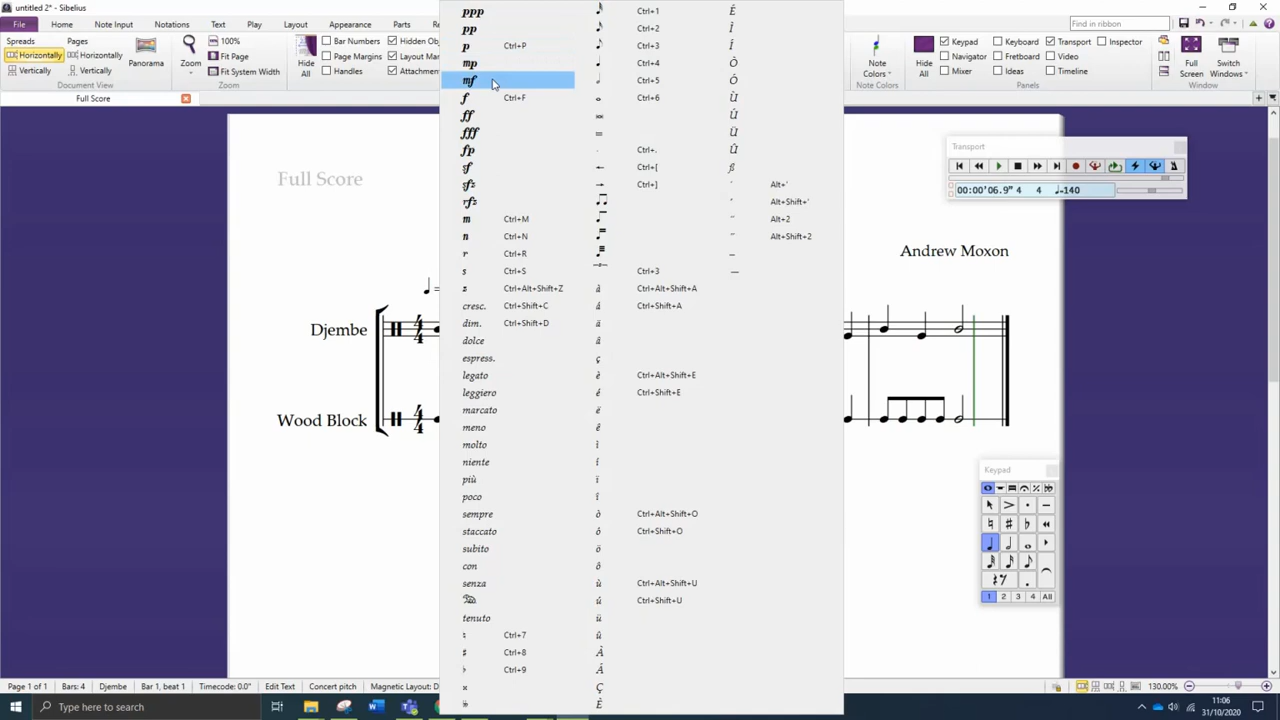 untitled 2* - Sibelius
File Home Note Input Notations Text Play Layout Appearance Parts
Find in ribbon
Spreads Pages
Horizontally Horizontally
Vertically Vertically
Document View
Panorama
Zoom
100%
Fit Page
Fit System Width
Zoom
Hide All
Bar Numbers
Page Margins
Handles
Hidden Obj
Layout Mar
Attachmen
Note Colors
Note Colors
Hide All
Keypad Keyboard Transport Inspector
Navigator Fretboard Video
Mixer Ideas Timeline
Panels
Full Screen
Switch Windows
Window
Full Score
Full Score
Andrew Moxon
Djembe
Wood Block
Transport
00:00'06.9" 4 4 ♩=140
Keypad
1 2 3 4 All
ppp
pp
p Ctrl+P
mp
mf
f Ctrl+F
ff
fff
fp
sf
sfz
rfz
m Ctrl+M
n Ctrl+N
r Ctrl+R
s Ctrl+S
z Ctrl+Alt+Shift+Z
cresc. Ctrl+Shift+C
dim. Ctrl+Shift+D
dolce
espress.
legato
leggiero
marcato
meno
molto
niente
più
poco
sempre
staccato
subito
con
senza
tenuto
♮ Ctrl+7
♯ Ctrl+8
♭ Ctrl+9
Ctrl+1
Ctrl+2
Ctrl+3
Ctrl+4
Ctrl+5
Ctrl+6
Ctrl+.
Ctrl+[
Ctrl+]
Ctrl+3
à Ctrl+Alt+Shift+A
á Ctrl+Shift+A
ä
â
ç
è Ctrl+Alt+Shift+E
é Ctrl+Shift+E
ë
ê
ì
í
ï
î
ò Ctrl+Alt+Shift+O
ó Ctrl+Shift+O
ö
ô
ù Ctrl+Alt+Shift+U
ú Ctrl+Shift+U
ü
û
À
Á
Ç
È
É
Ì
Í
Ò
Ó
Ù
Ú
Ü
Û
ß
Alt+'
Alt+Shift+'
Alt+2
Alt+Shift+2
Page 1 of 1 Bars: 4 Djembe Bar 1, beat 1 Timecode: 0.0" Edit Text Concert pitch Magnetic Layout: D
130.00%
Type here to search
11:06
31/10/2020